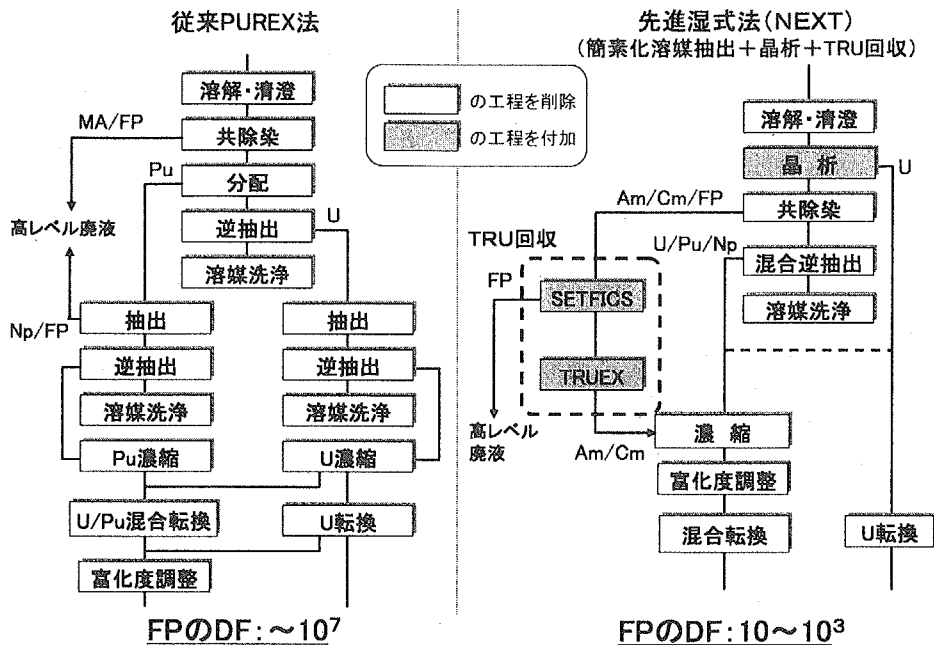 従来PUREX法
溶解・清澄
MA/FP
共除染
Pu
分配
高レベル廃液
U
逆抽出
溶媒洗浄
Np/FP
抽出
抽出
逆抽出
逆抽出
溶媒洗浄
溶媒洗浄
Pu濃縮
U濃縮
U/Pu混合転換
U転換
富化度調整
FPのDF:~10⁷
の工程を削除
の工程を付加
先進湿式法(NEXT)
(簡素化溶媒抽出+晶析+TRU回収)
溶解・清澄
晶 析
U
Am/Cm/FP
共除染
TRU回収
U/Pu/Np
混合逆抽出
FP
SETFICS
溶媒洗浄
TRUEX
高レベル
廃液
Am/Cm
濃 縮
富化度調整
混合転換
U転換
FPのDF:10~10³